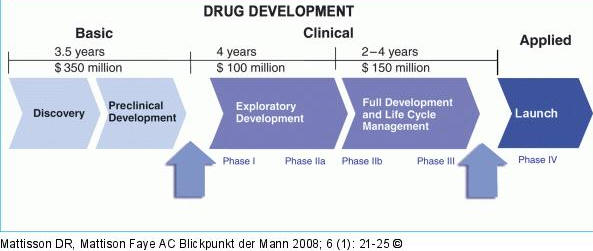 DRUG DEVELOPMENT
Basic
Clinical
Applied
3.5 years
4 years
2–4 years
$ 350 million
$ 100 million
$ 150 million
Discovery
Preclinical
Development
Exploratory
Development
Full Development
and Life Cycle
Management
Launch
Phase I
Phase IIa
Phase IIb
Phase III
Phase IV
Mattisson DR, Mattison Faye AC Blickpunkt der Mann 2008; 6 (1): 21-25 ©